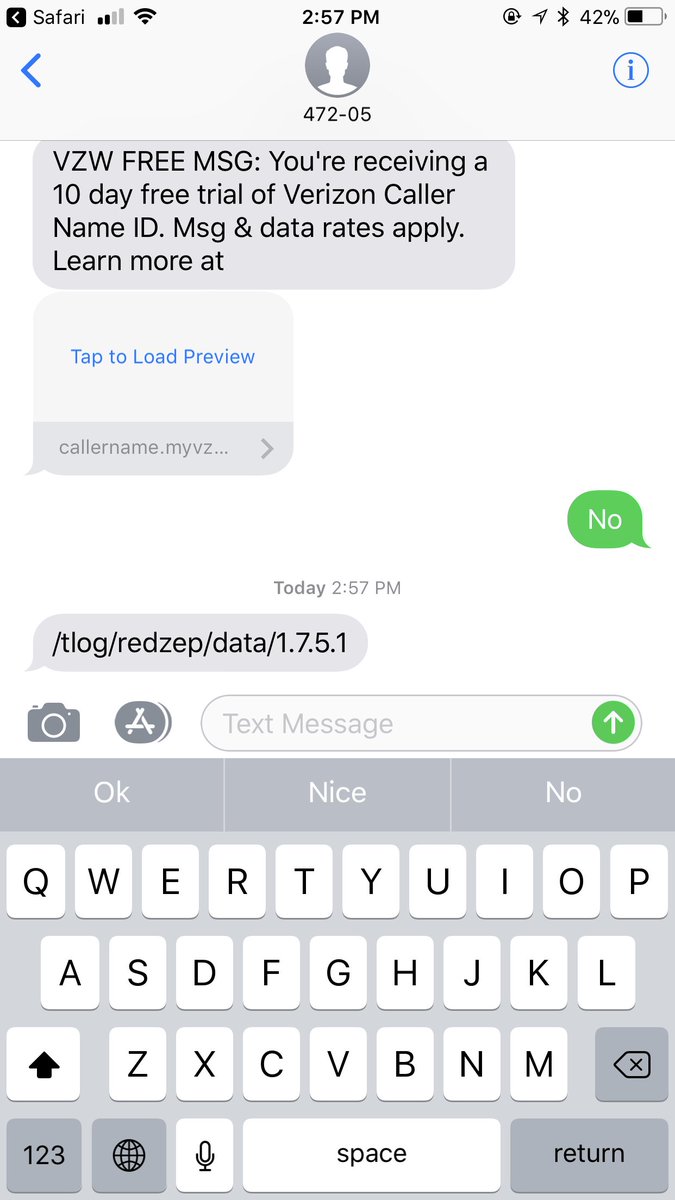 Safari 2:57 PM 42%
472-05
VZW FREE MSG: You're receiving a
10 day free trial of Verizon Caller
Name ID. Msg & data rates apply.
Learn more at
Tap to Load Preview
callername.myvz...
No
Today 2:57 PM
/tlog/redzep/data/1.7.5.1
Text Message
Ok Nice No
Q W E R T Y U I O P
A S D F G H J K L
Z X C V B N M
123 space return